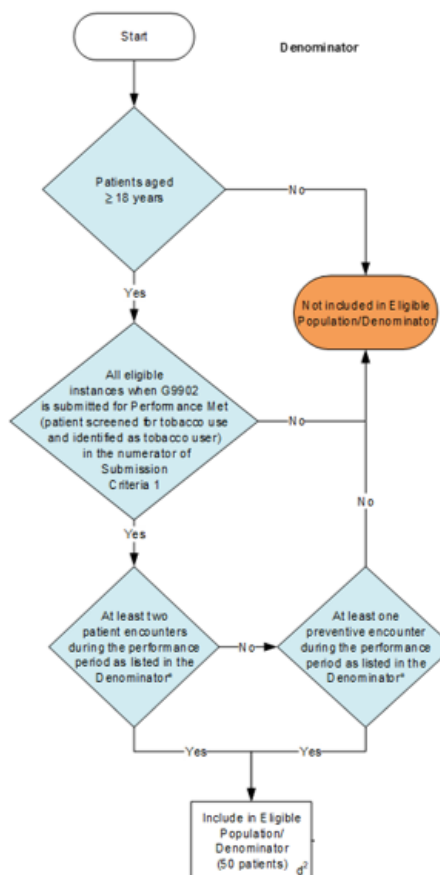 Start
Denominator
Patients aged
≥ 18 years
No
Yes
Not included in Eligible
Population/Denominator
All eligible
instances when G9902
is submitted for Performance Met
(patient screened for tobacco use
and identified as tobacco user)
in the numerator of
Submission
Criteria 1
No
No
Yes
At least two
patient encounters
during the performance
period as listed in the
Denominator*
No
At least one
preventive encounter
during the performance
period as listed in the
Denominator*
Yes
Yes
Include in Eligible
Population/
Denominator
(50 patients) d²